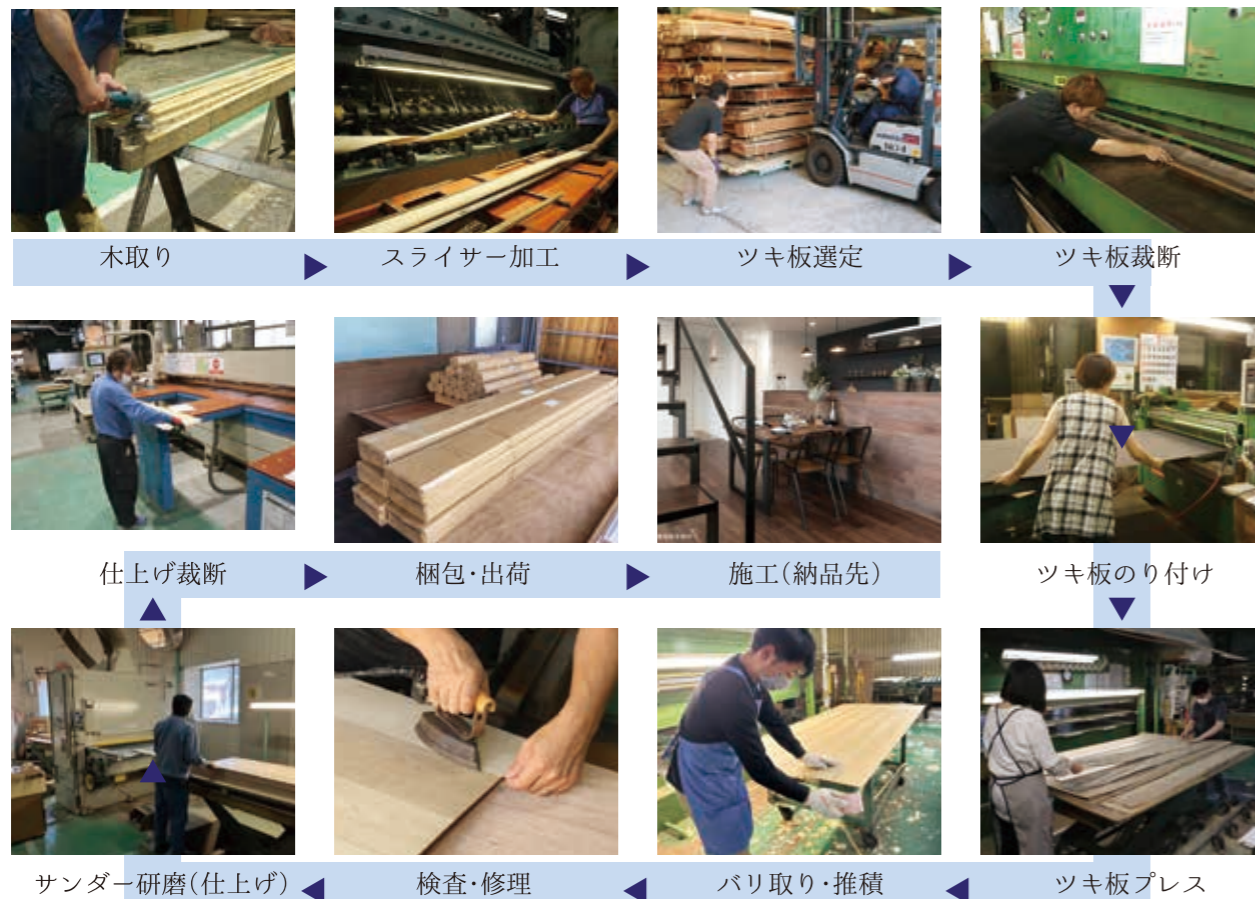 木取り
スライサー加工
ツキ板選定
ツキ板裁断
仕上げ裁断
梱包・出荷
施工(納品先)
ツキ板のり付け
サンダー研磨(仕上げ)
検査・修理
バリ取り・推積
ツキ板プレス